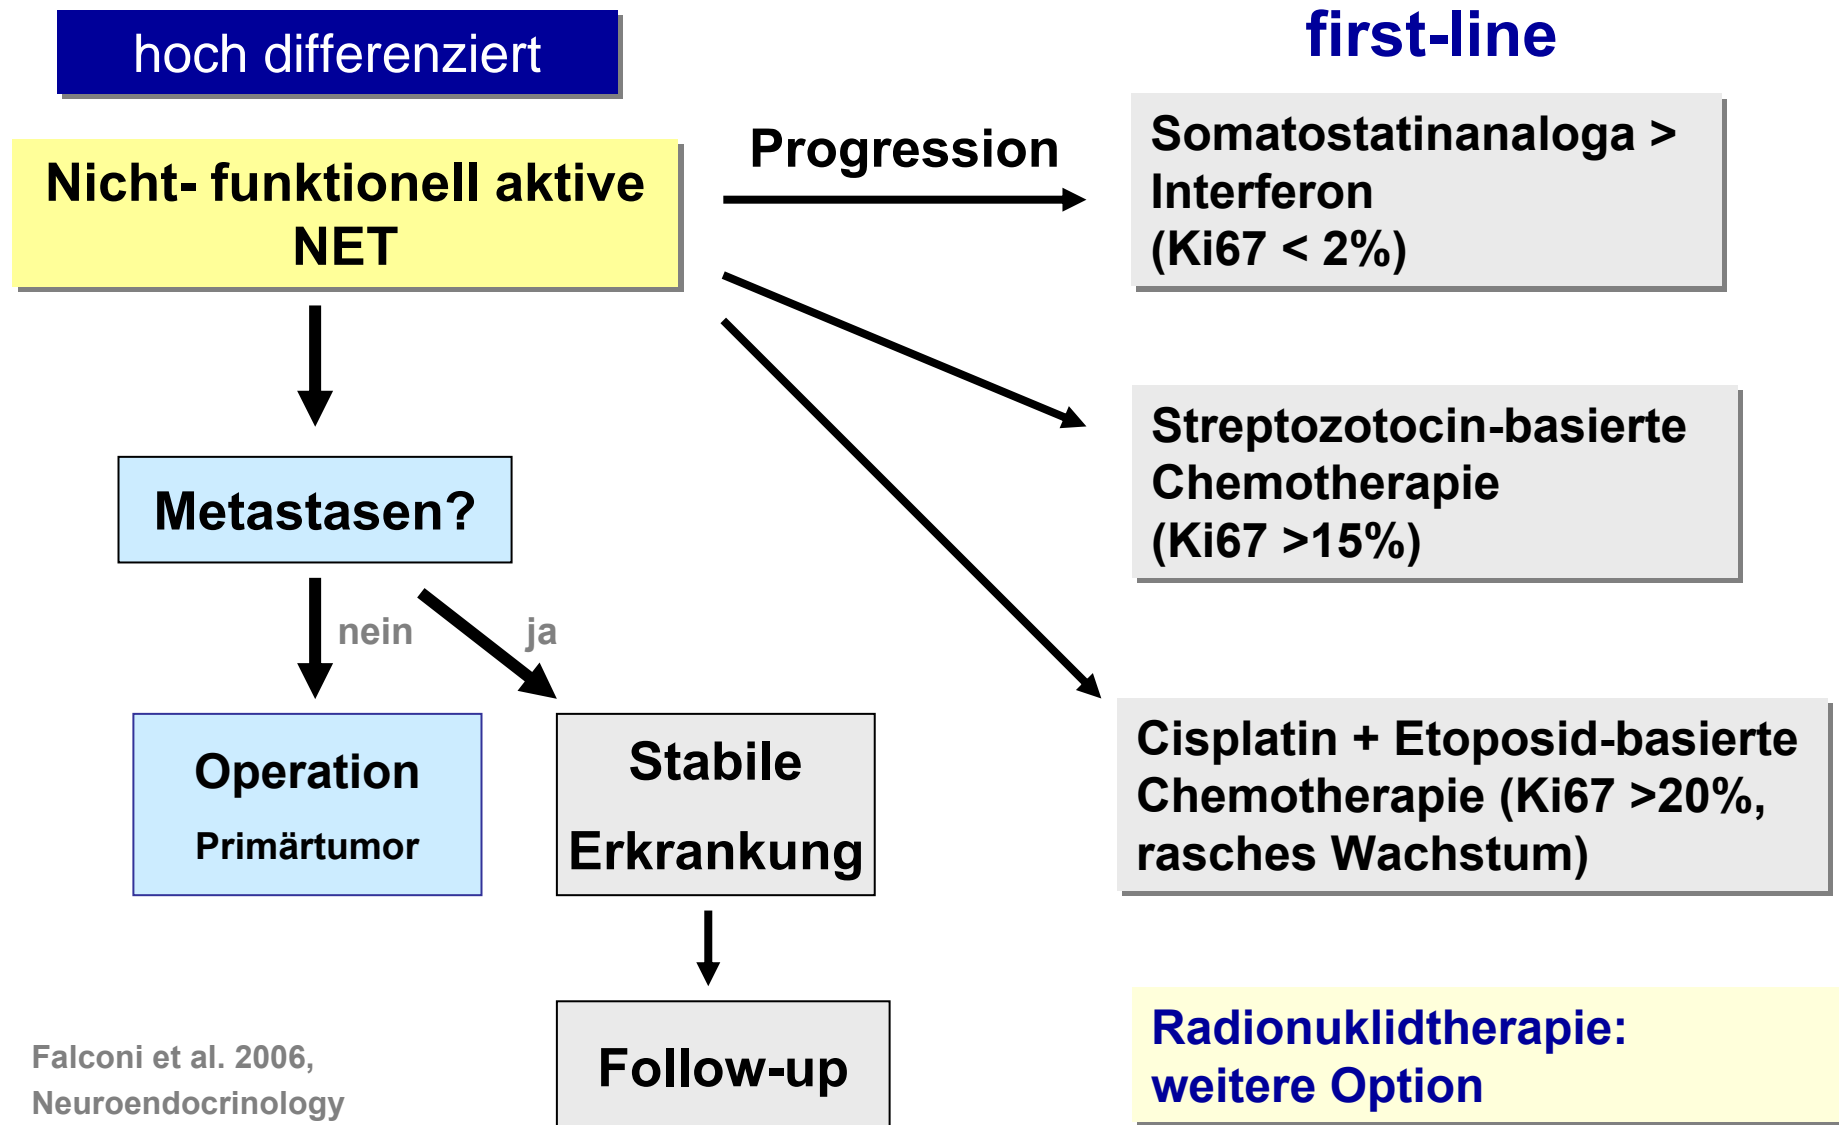 hoch differenziert
first-line
Nicht- funktionell aktive
NET
Progression
Somatostatinanaloga >
Interferon
(Ki67 < 2%)
Streptozotocin-basierte
Chemotherapie
(Ki67 >15%)
Metastasen?
nein
ja
Operation
Primärtumor
Stabile
Erkrankung
Cisplatin + Etoposid-basierte
Chemotherapie (Ki67 >20%,
rasches Wachstum)
Follow-up
Radionuklidtherapie:
weitere Option
Falconi et al. 2006,
Neuroendocrinology